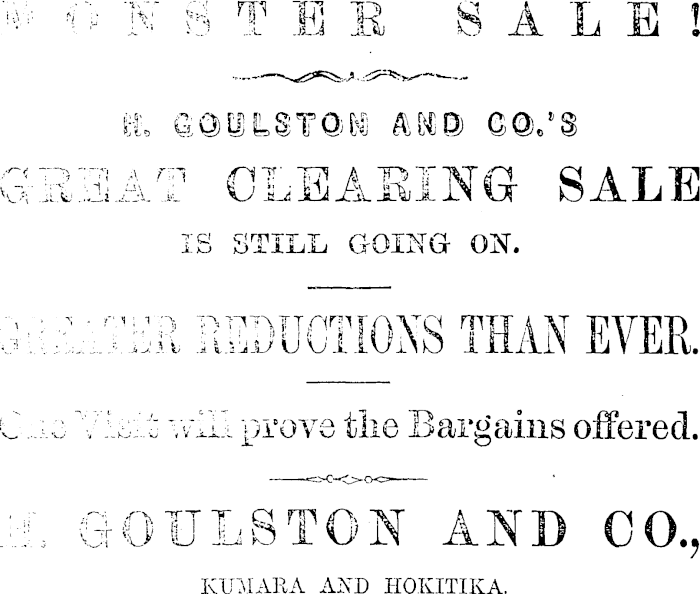 MONSTER SALE!
H. GOULSTON AND CO.'S
GREAT CLEARING SALE
IS STILL GOING ON.
GREATER REDUCTIONS THAN EVER.
One Visit will prove the Bargains offered.
H. GOULSTON AND CO.,
KUMARA AND HOKITIKA.